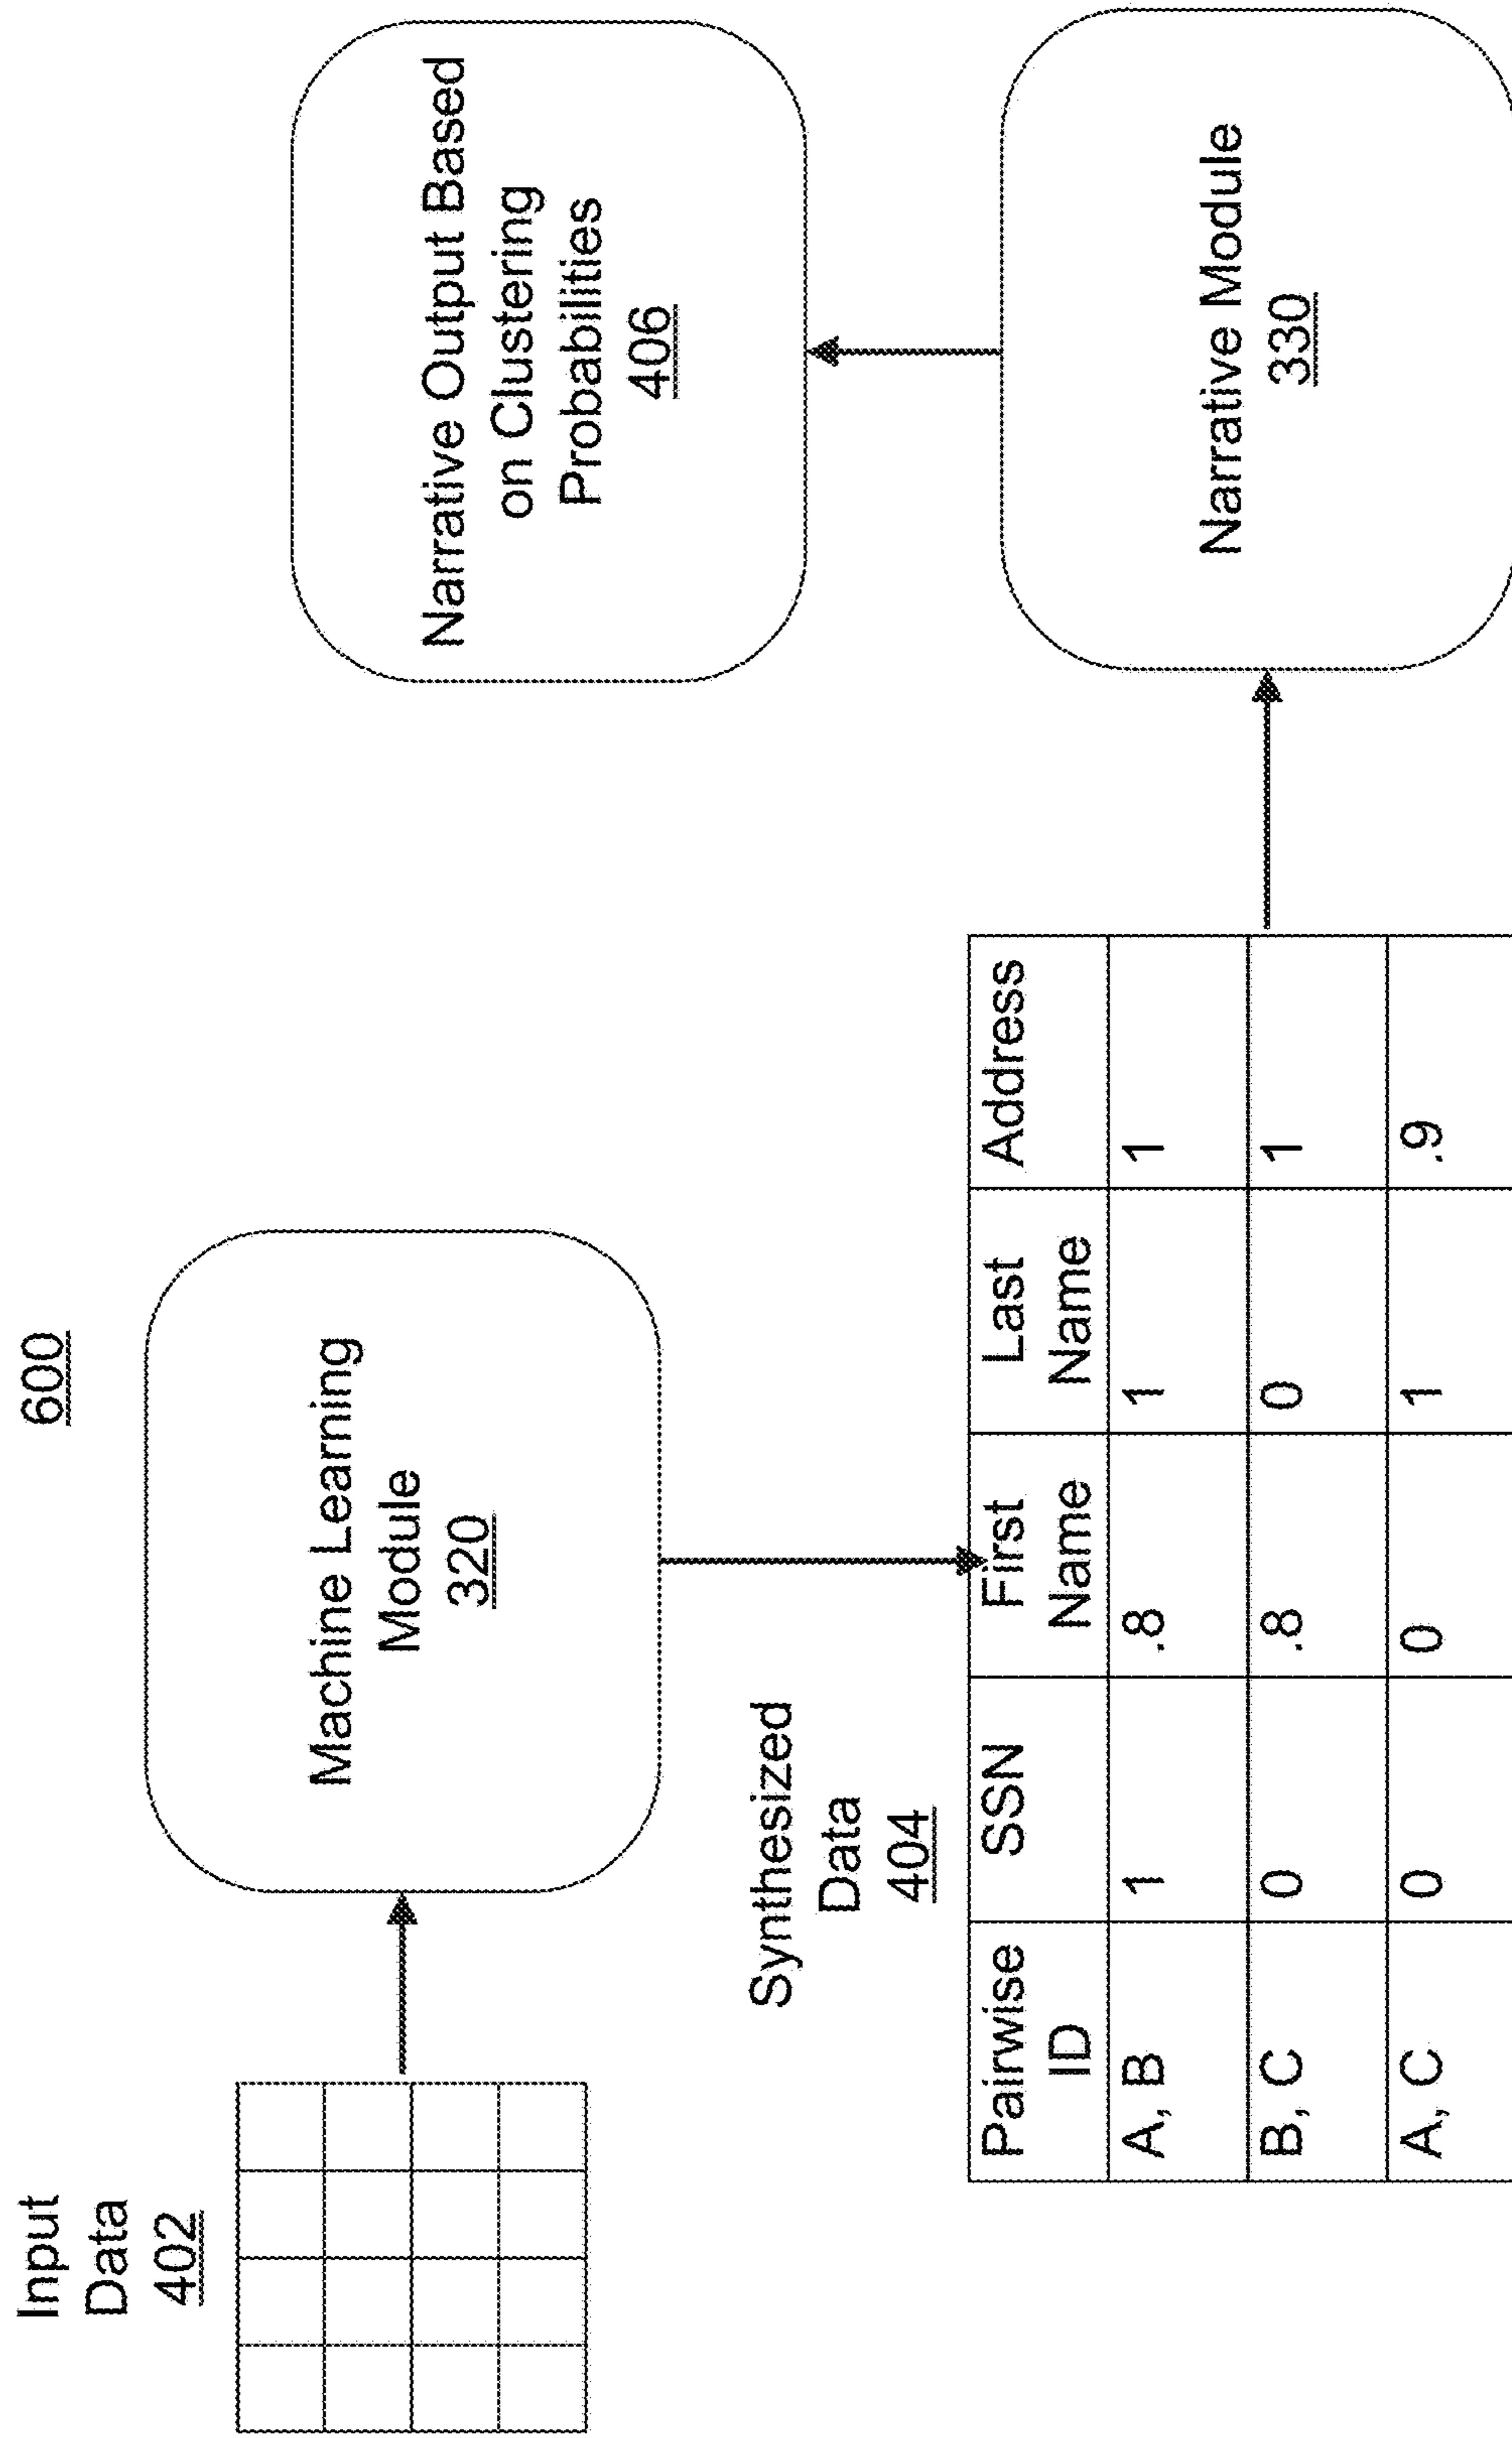 600
Input
Data
402
Machine Learning
Module
320
Narrative Output Based
on Clustering
Probabilities
406
Synthesized
Data
404
Pairwise ID SSN First Name Last Name Address
A, B 1 .8 1 1
B, C 0 .8 0 1
A, C 0 0 1 .9
Narrative Module
330